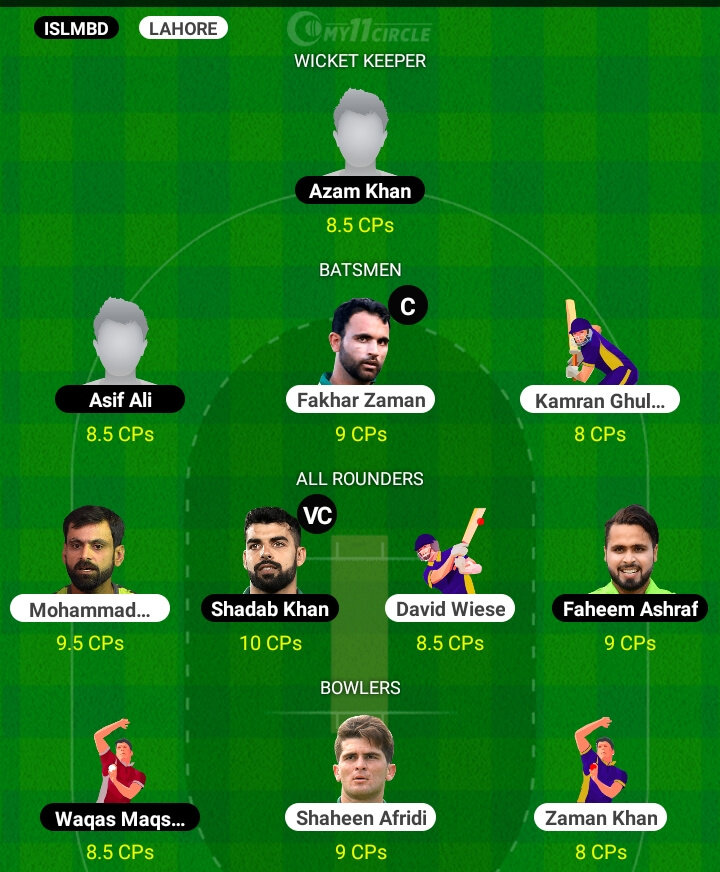 ISLMBD LAHORE MY11CIRCLE
WICKET KEEPER
Azam Khan
8.5 CPs
BATSMEN
C
Asif Ali Fakhar Zaman Kamran Ghul...
8.5 CPs 9 CPs 8 CPs
ALL ROUNDERS
VC
Mohammad... Shadab Khan David Wiese Faheem Ashraf
9.5 CPs 10 CPs 8.5 CPs 9 CPs
BOWLERS
Waqas Maqs... Shaheen Afridi Zaman Khan
8.5 CPs 9 CPs 8 CPs